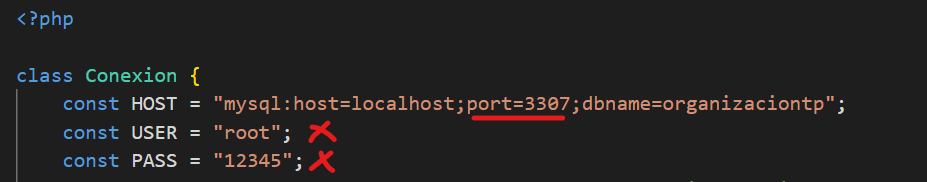 <?php
class Conexion {
const HOST = "mysql:host=localhost;port=3307;dbname=organizaciontp";
const USER = "root";
const PASS = "12345";